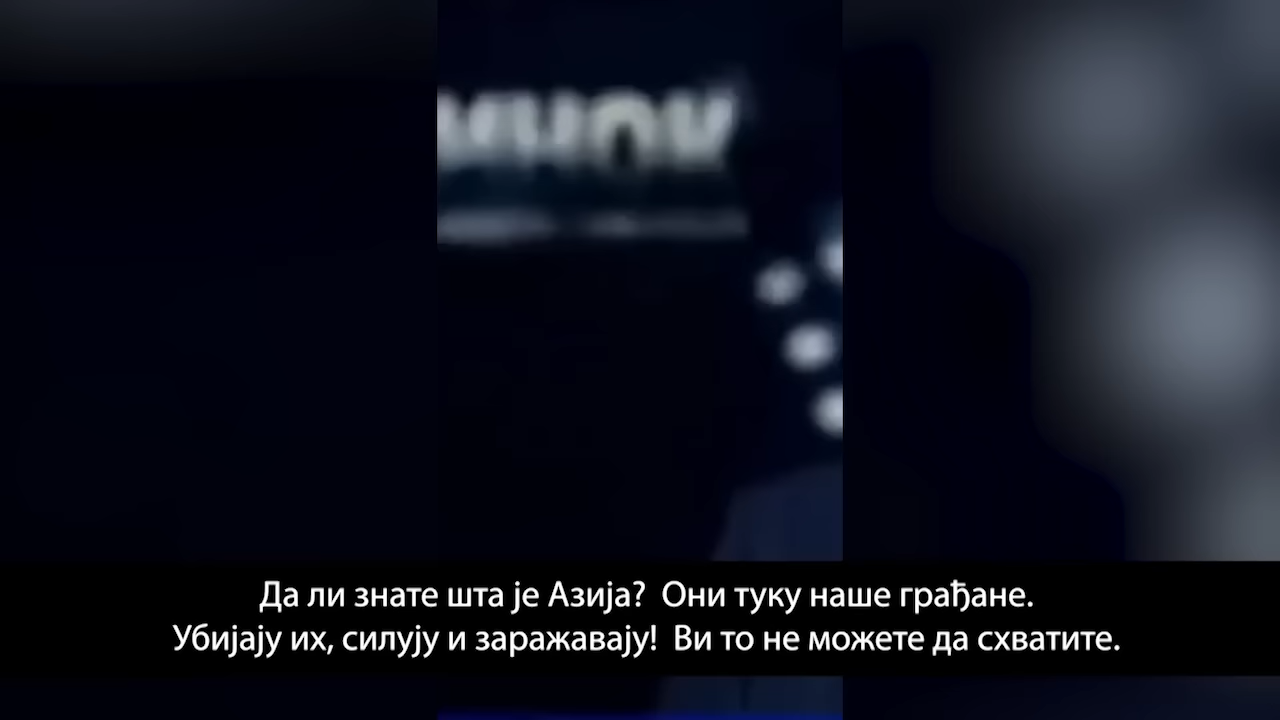 Да ли знате шта је Азија? Они туку наше грађане.
Убијају их, силују и заражавају! Ви то не можете да схватите.